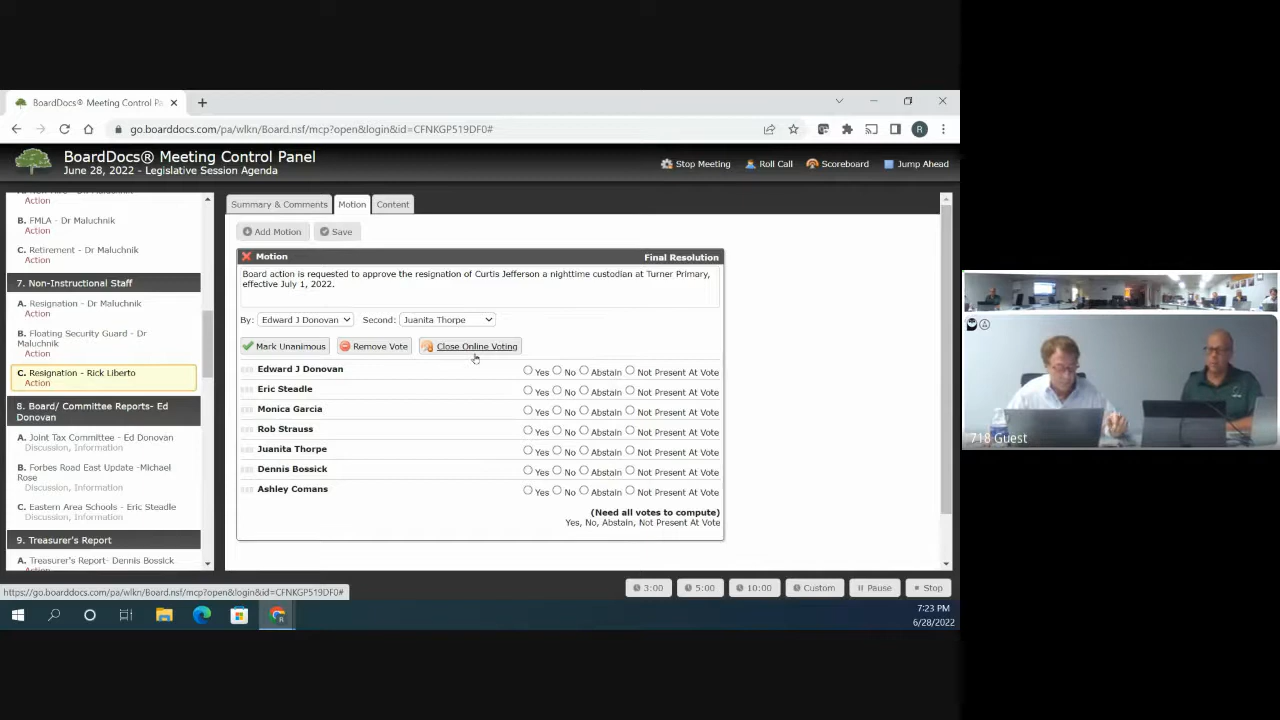 BoardDocs® Meeting Control Pa
go.boarddocs.com/pa/wlkn/Board.nsf/mcp?open&login&id=CFNKGP519DF0#
R
BoardDocs® Meeting Control Panel
June 28, 2022 - Legislative Session Agenda
Stop Meeting
Roll Call
Scoreboard
Jump Ahead
Action
B. FMLA - Dr Maluchnik
Action
C. Retirement - Dr Maluchnik
Action
7. Non-Instructional Staff
A. Resignation - Dr Maluchnik
Action
B. Floating Security Guard - Dr
Maluchnik
Action
C. Resignation - Rick Liberto
Action
8. Board/ Committee Reports- Ed
Donovan
A. Joint Tax Committee - Ed Donovan
Discussion, Information
B. Forbes Road East Update -Michael
Rose
Discussion, Information
C. Eastern Area Schools - Eric Steadle
Discussion, Information
9. Treasurer's Report
A. Treasurer's Report- Dennis Bossick
Summary & Comments
Motion
Content
Add Motion
Save
Motion
Final Resolution
Board action is requested to approve the resignation of Curtis Jefferson a nighttime custodian at Turner Primary,
effective July 1, 2022.
By: Edward J Donovan Second: Juanita Thorpe
Mark Unanimous
Remove Vote
Close Online Voting
Edward J Donovan Yes No Abstain Not Present At Vote
Eric Steadle Yes No Abstain Not Present At Vote
Monica Garcia Yes No Abstain Not Present At Vote
Rob Strauss Yes No Abstain Not Present At Vote
Juanita Thorpe Yes No Abstain Not Present At Vote
Dennis Bossick Yes No Abstain Not Present At Vote
Ashley Comans Yes No Abstain Not Present At Vote
(Need all votes to compute)
Yes, No, Abstain, Not Present At Vote
https://go.boarddocs.com/pa/wlkn/Board.nsf/mcp?open&login&id=CFNKGP519DF0#
3:00
5:00
10:00
Custom
Pause
Stop
7:23 PM
6/28/2022
718 Guest